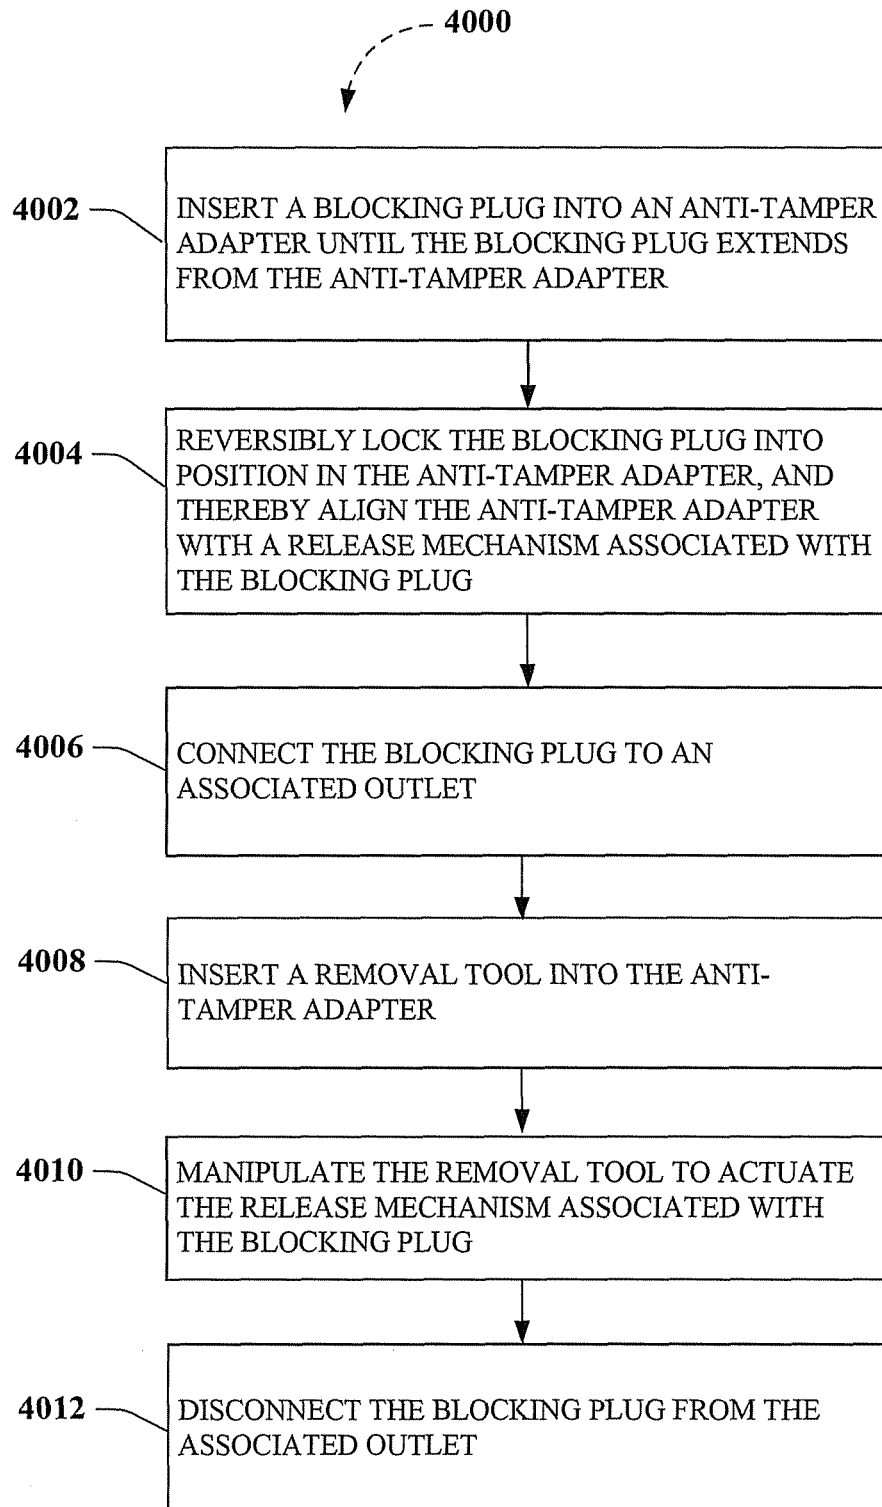 4000
4002
INSERT A BLOCKING PLUG INTO AN ANTI-TAMPER
ADAPTER UNTIL THE BLOCKING PLUG EXTENDS
FROM THE ANTI-TAMPER ADAPTER
4004
REVERSIBLY LOCK THE BLOCKING PLUG INTO
POSITION IN THE ANTI-TAMPER ADAPTER, AND
THEREBY ALIGN THE ANTI-TAMPER ADAPTER
WITH A RELEASE MECHANISM ASSOCIATED WITH
THE BLOCKING PLUG
4006
CONNECT THE BLOCKING PLUG TO AN
ASSOCIATED OUTLET
4008
INSERT A REMOVAL TOOL INTO THE ANTI-
TAMPER ADAPTER
4010
MANIPULATE THE REMOVAL TOOL TO ACTUATE
THE RELEASE MECHANISM ASSOCIATED WITH
THE BLOCKING PLUG
4012
DISCONNECT THE BLOCKING PLUG FROM THE
ASSOCIATED OUTLET